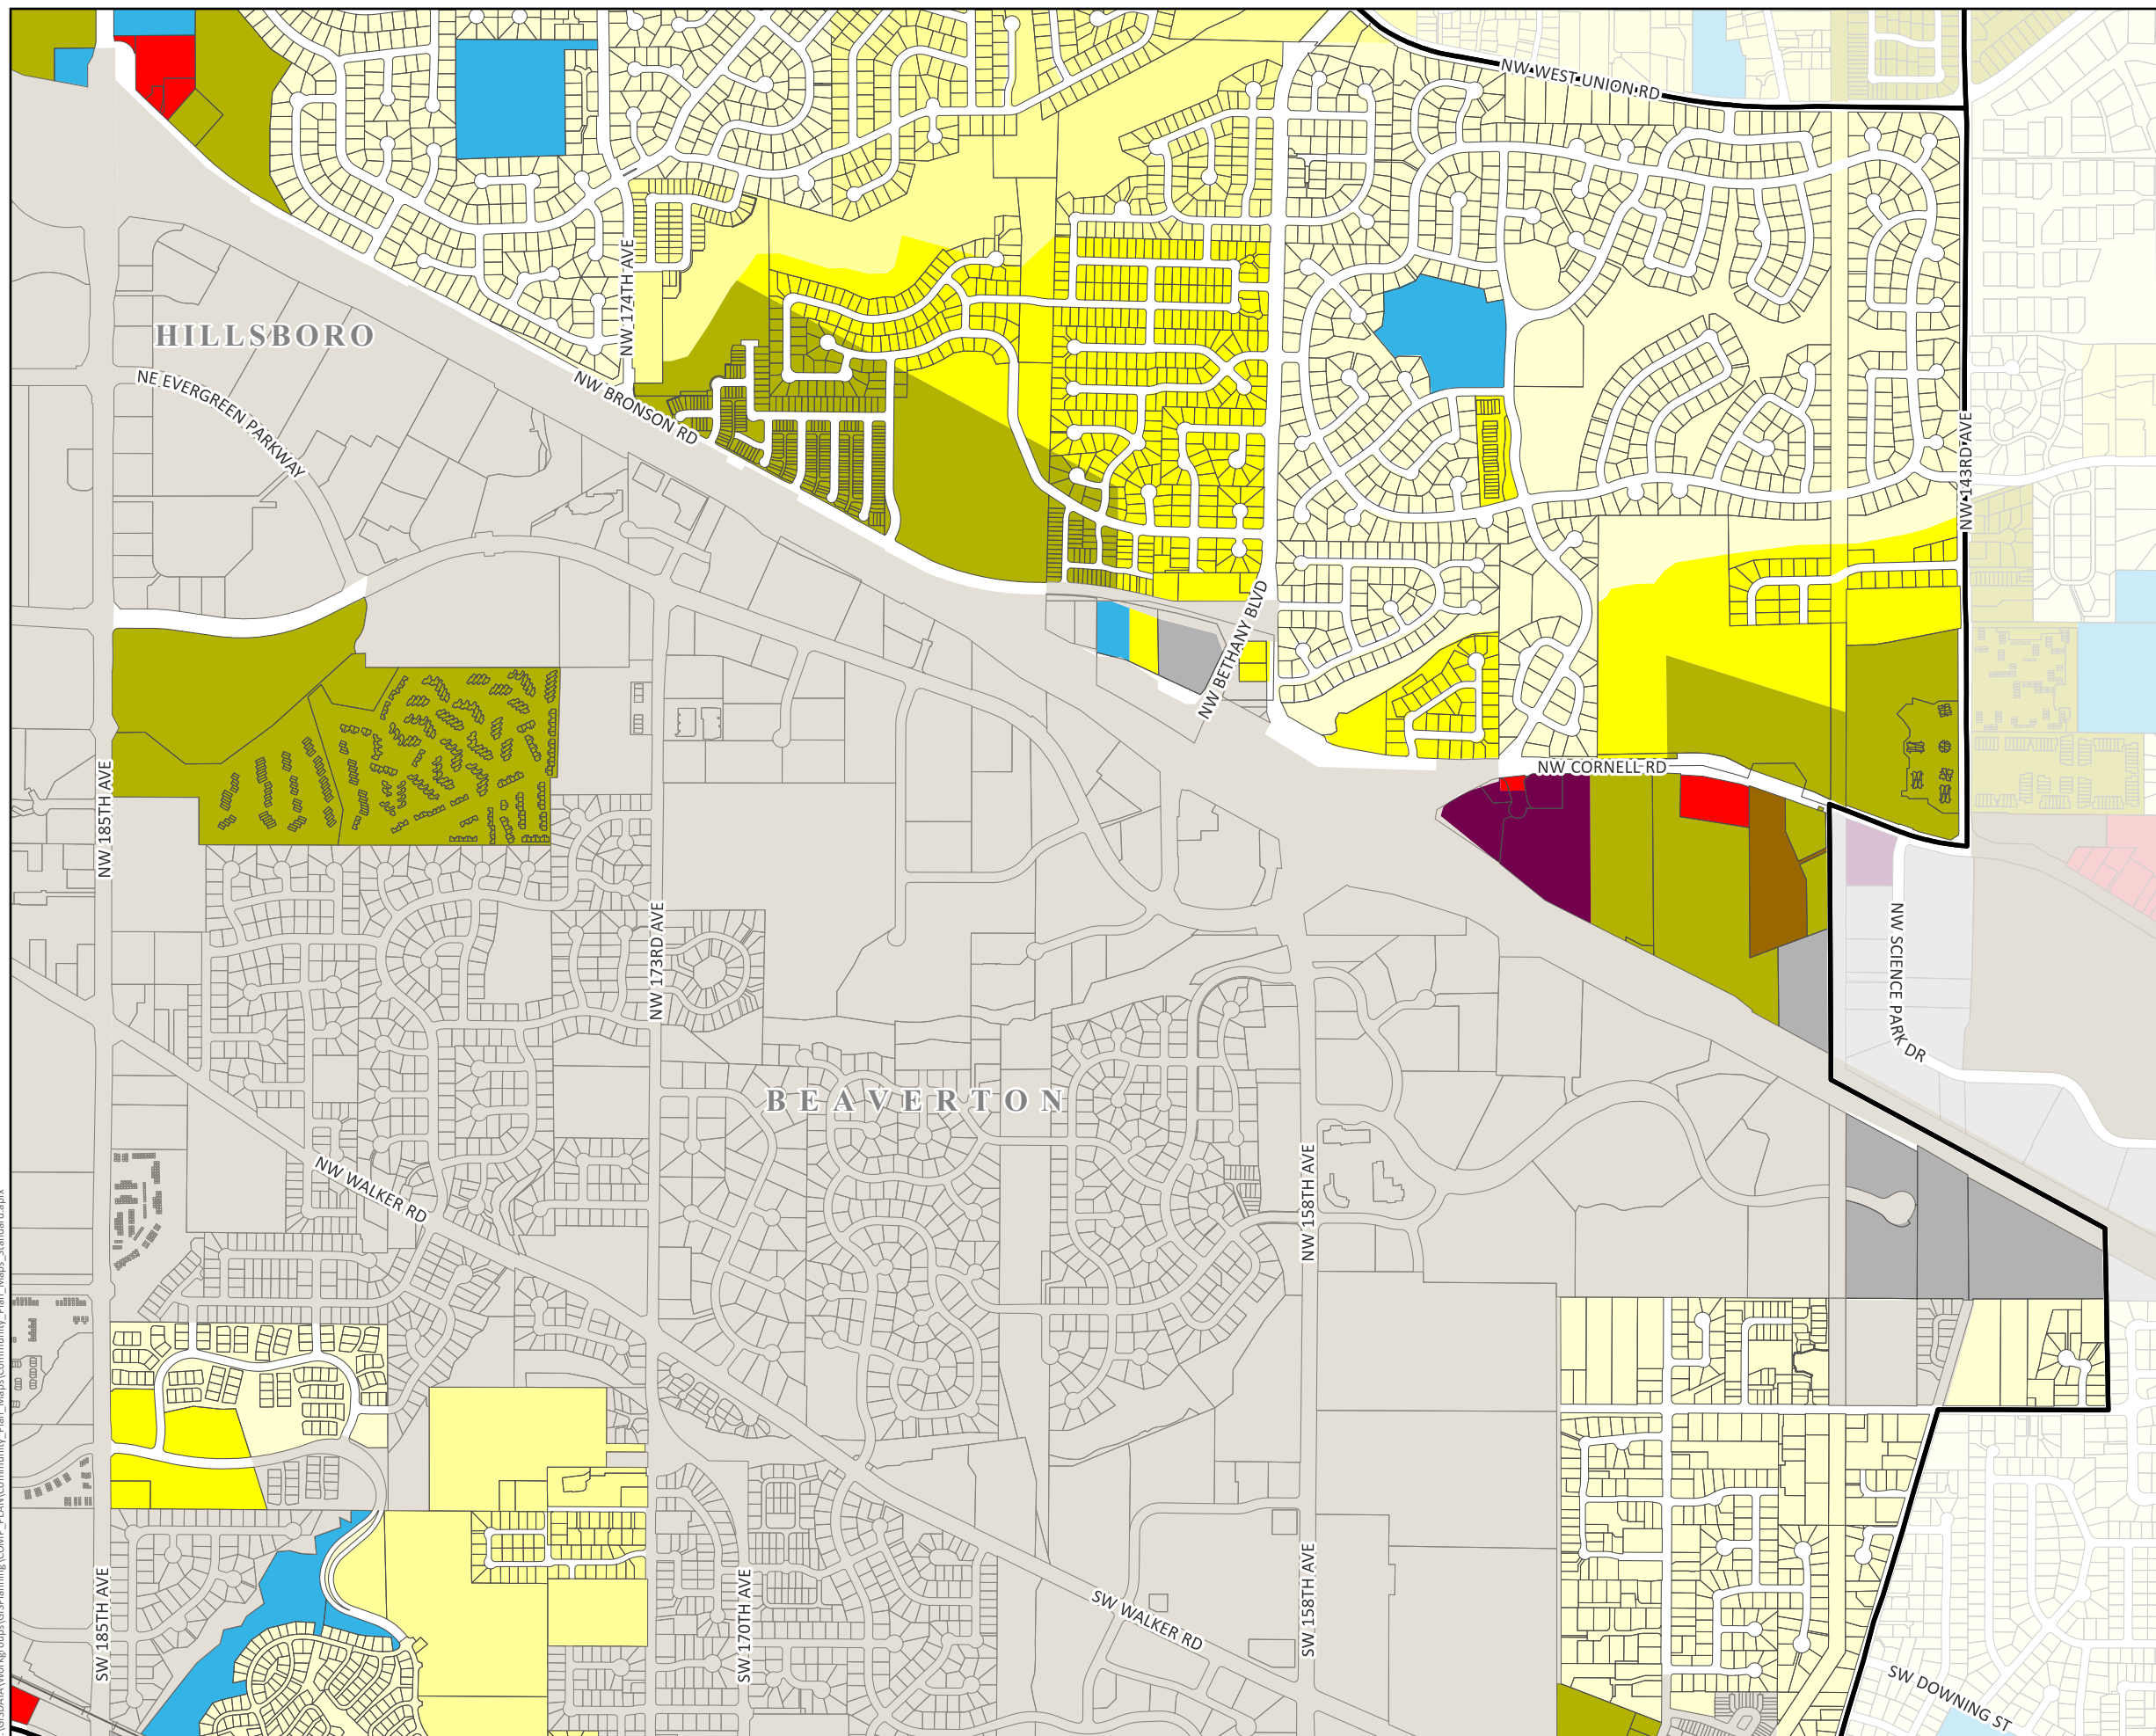 NW WEST UNION RD
NW 174TH AVE
HILLSBORO
NE EVERGREEN PARKWAY
NW BRONSON RD
NW 143RD AVE
NW BETHANY BLVD
NW CORNELL RD
NW 185TH AVE
NW 173RD AVE
NW SCIENCE PARK DR
BEAVERTON
NW WALKER RD
NW 158TH AVE
SW 185TH AVE
SW 170TH AVE
SW WALKER RD
SW 158TH AVE
SW DOWNING ST